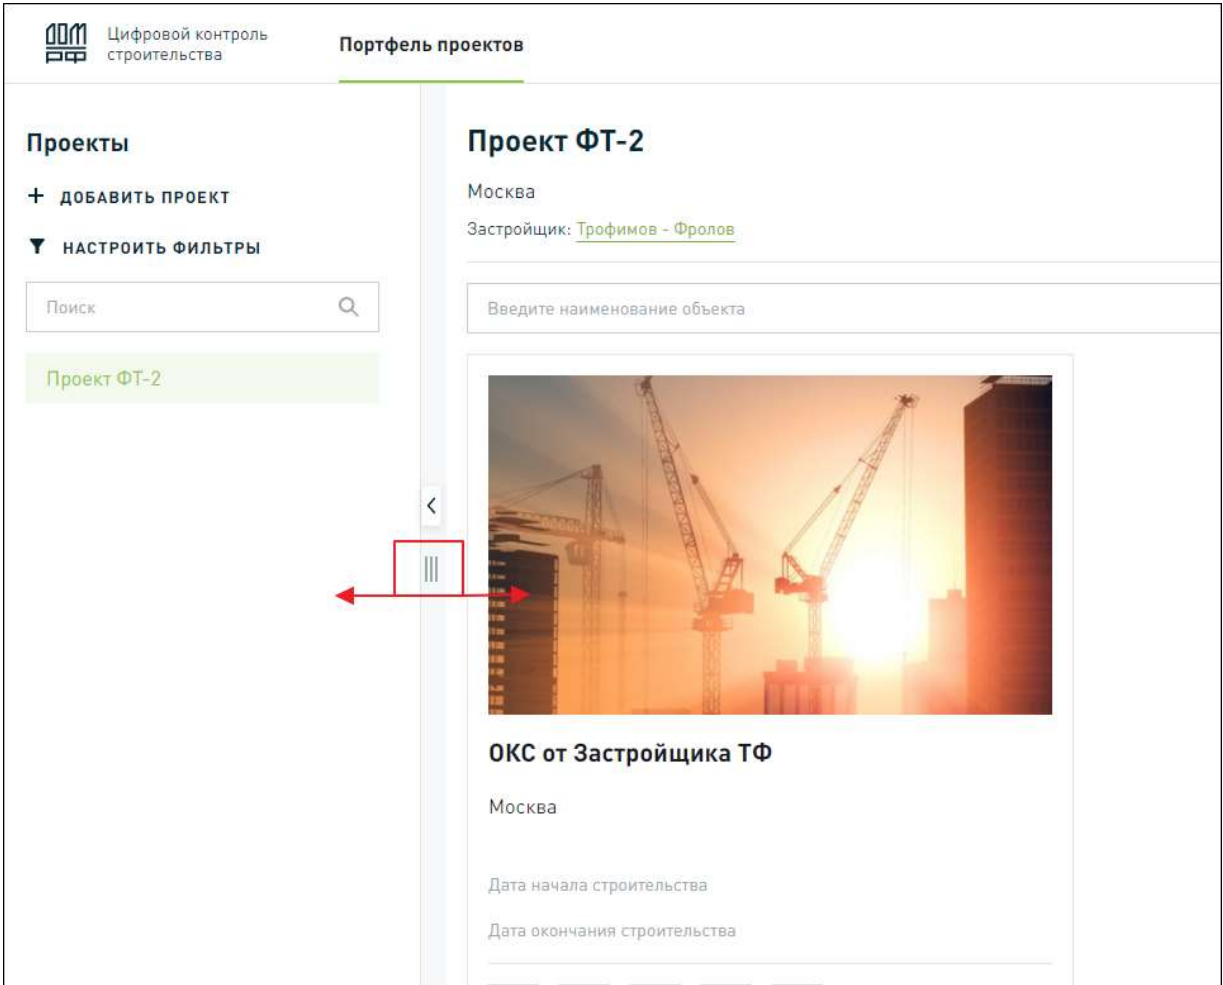 ДОМ
РФ
Цифровой контроль
строительства
Портфель проектов
Проекты
+ ДОБАВИТЬ ПРОЕКТ
НАСТРОИТЬ ФИЛЬТРЫ
Поиск
Проект ФТ-2
Проект ФТ-2
Москва
Застройщик: Трофимов - Фролов
Введите наименование объекта
ОКС от Застройщика ТФ
Москва
Дата начала строительства
Дата окончания строительства